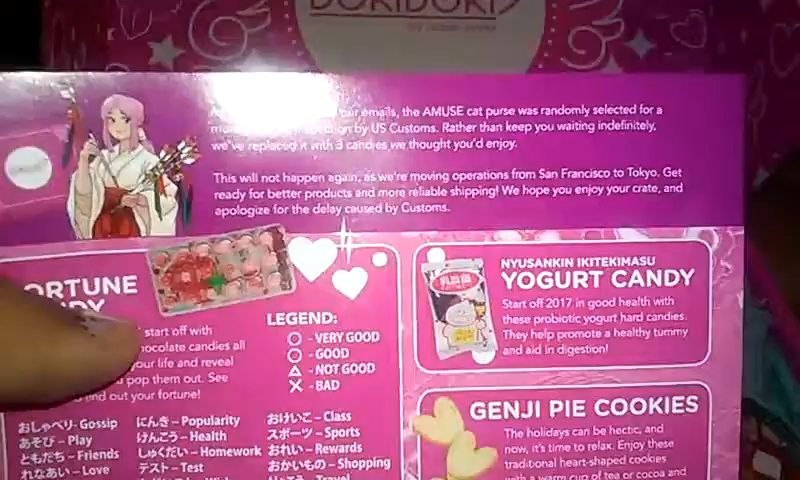 DOKIDOKI
our emails, the AMUSE cat purse was randomly selected for a
by US Customs. Rather than keep you waiting indefinitely,
we've replaced it with 3 candies we thought you'd enjoy.
This will not happen again, as we're moving operations from San Francisco to Tokyo. Get
ready for better products and more reliable shipping! We hope you enjoy your crate, and
apologize for the delay caused by Customs.
ORTUNE
DY
start off with
hocolate candies all
your life and reveal
pop them out. See
find out your fortune!
LEGEND:
○ - VERY GOOD
○ - GOOD
△ - NOT GOOD
X - BAD
おしゃべり- Gossip
あそび – Play
ともだち – Friends
れなあい – Love
にんき – Popularity
けんこう – Health
しゅくだい – Homework
テスト – Test
おけいこ – Class
スポーツ – Sports
おれい – Rewards
おかいもの – Shopping
りょこう – Travel
NYUSANKIN IKITEKIMASU
YOGURT CANDY
Start off 2017 in good health with
these probiotic yogurt hard candies.
They help promote a healthy tummy
and aid in digestion!
GENJI PIE COOKIES
The holidays can be hectic, and
now, it's time to relax. Enjoy these
traditional heart-shaped cookies
with a warm cup of tea or cocoa and